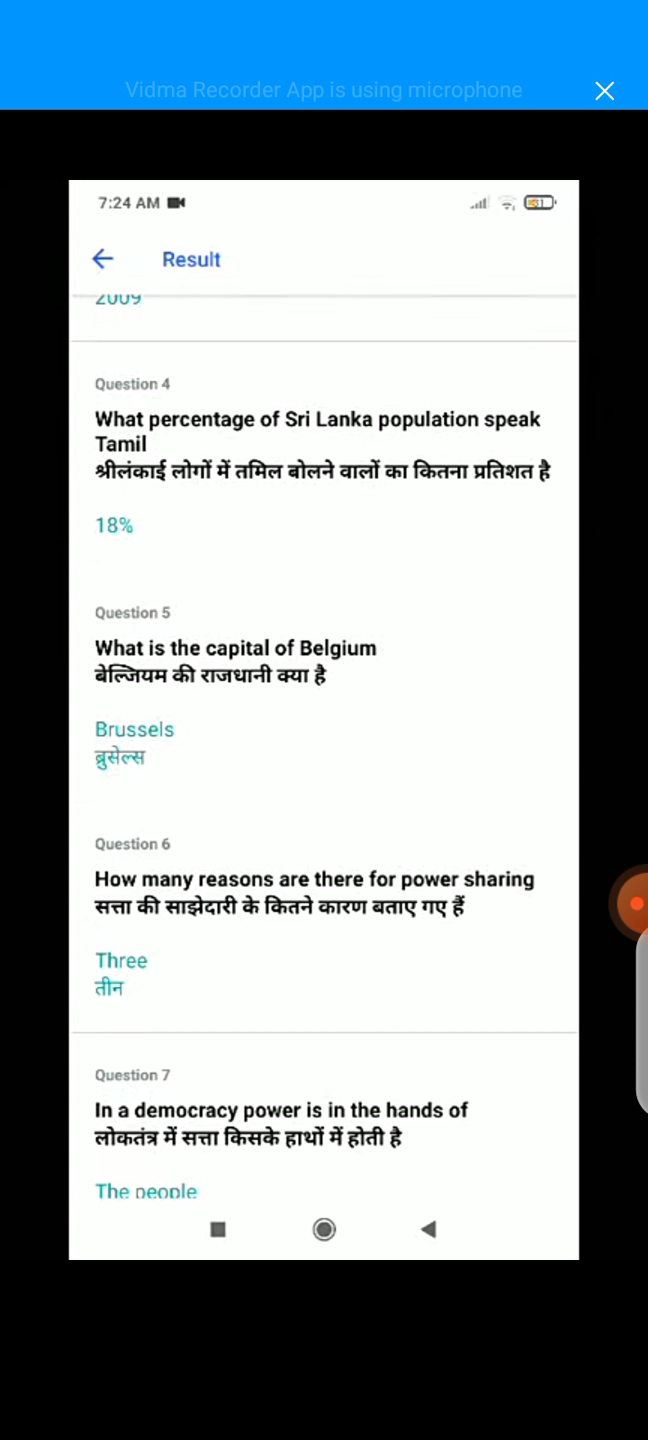 Vidma Recorder App is using microphone
7:24 AM
Result
2009
Question 4
What percentage of Sri Lanka population speak
Tamil
श्रीलंकाई लोगों में तमिल बोलने वालों का कितना प्रतिशत है
18%
Question 5
What is the capital of Belgium
बेल्जियम की राजधानी क्या है
Brussels
ब्रुसेल्स
Question 6
How many reasons are there for power sharing
सत्ता की साझेदारी के कितने कारण बताए गए हैं
Three
तीन
Question 7
In a democracy power is in the hands of
लोकतंत्र में सत्ता किसके हाथों में होती है
The people